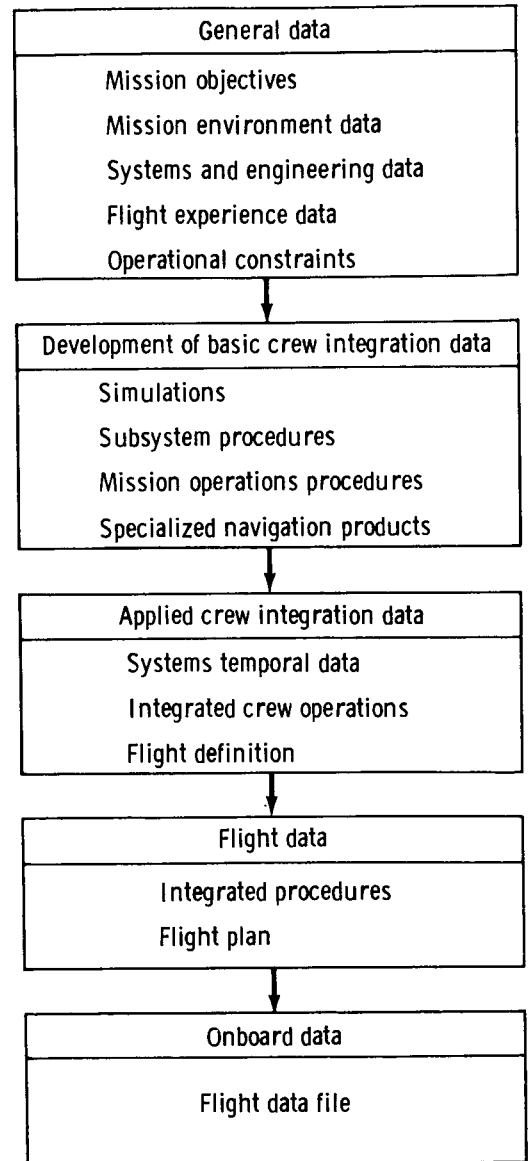 General data
Mission objectives
Mission environment data
Systems and engineering data
Flight experience data
Operational constraints
Development of basic crew integration data
Simulations
Subsystem procedures
Mission operations procedures
Specialized navigation products
Applied crew integration data
Systems temporal data
Integrated crew operations
Flight definition
Flight data
Integrated procedures
Flight plan
Onboard data
Flight data file